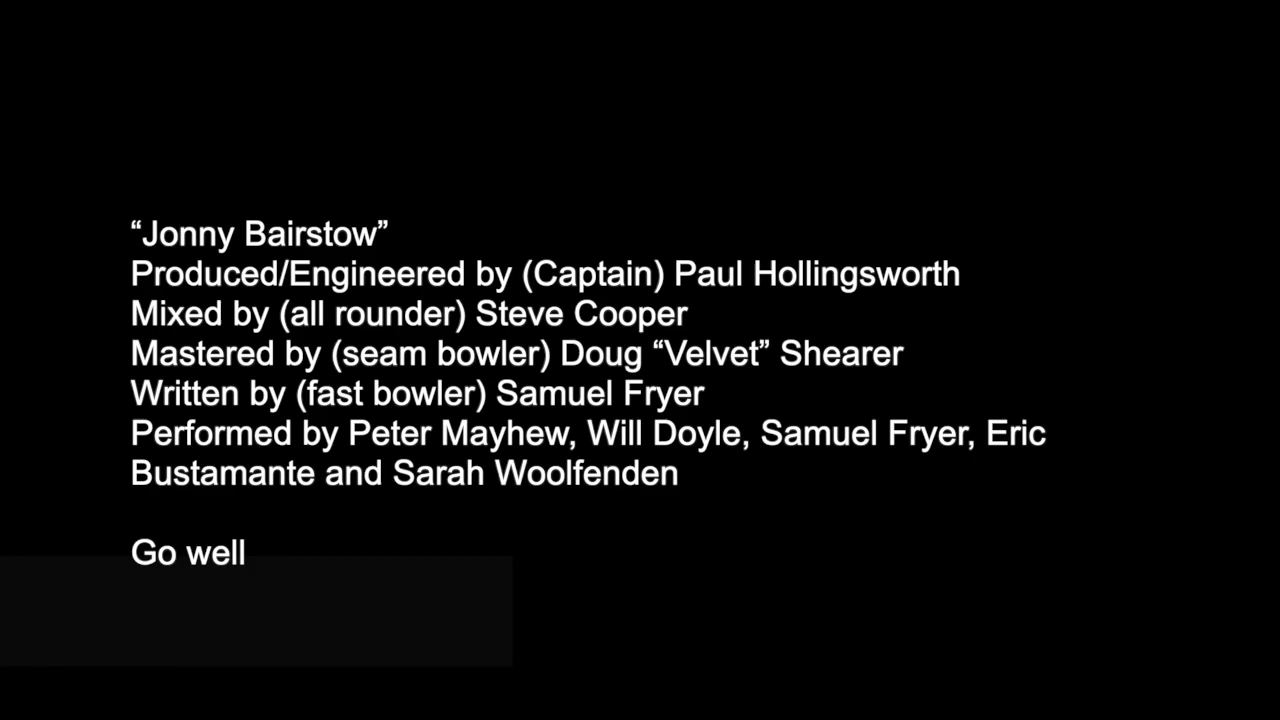 “Jonny Bairstow”
Produced/Engineered by (Captain) Paul Hollingsworth
Mixed by (all rounder) Steve Cooper
Mastered by (seam bowler) Doug “Velvet” Shearer
Written by (fast bowler) Samuel Fryer
Performed by Peter Mayhew, Will Doyle, Samuel Fryer, Eric
Bustamante and Sarah Woolfenden
Go well